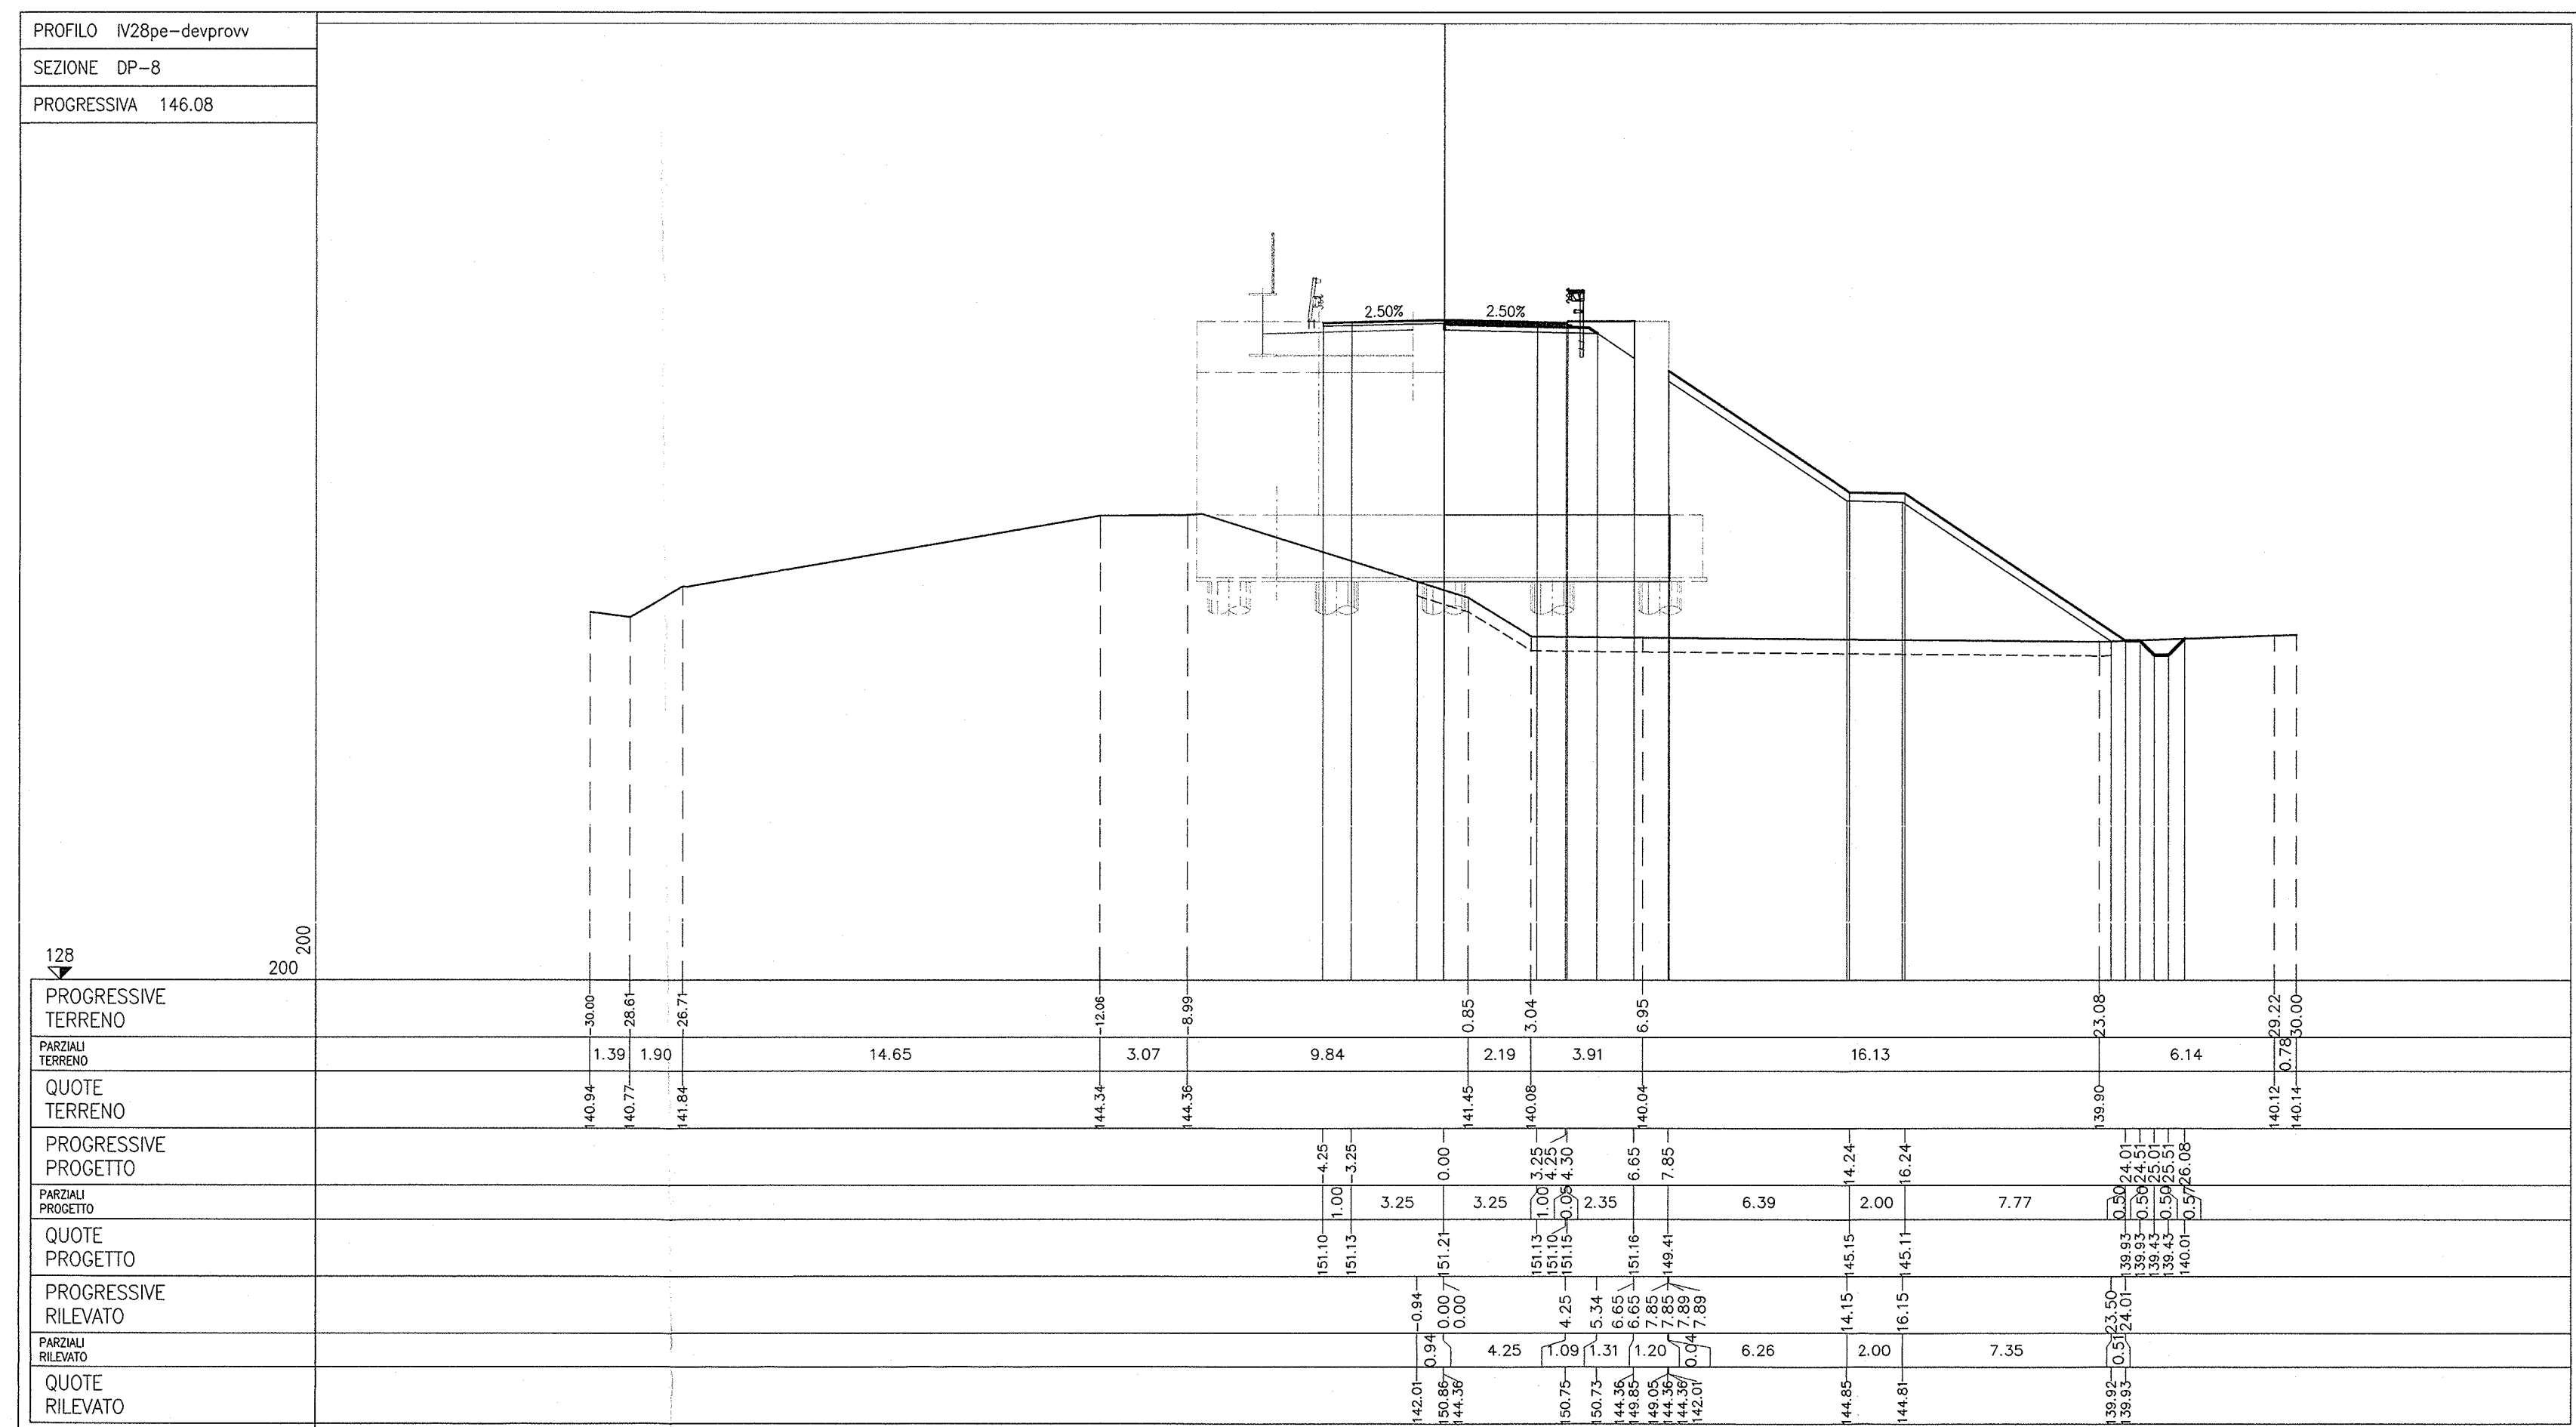 PROFILO IV28pe-devprovv
SEZIONE DP-8
PROGRESSIVA 146.08
2.50% 2.50%
128
200
200
PROGRESSIVE
TERRENO
-30.00 -28.61 -26.71 -12.06 -8.99 0.85 3.04 6.95 23.08 29.22 30.00
PARZIALI
TERRENO
1.39 1.90 14.65 3.07 9.84 2.19 3.91 16.13 6.14 0.78
QUOTE
TERRENO
140.94 140.77 141.84 144.34 144.36 141.45 140.08 140.04 139.90 140.12 140.14
PROGRESSIVE
PROGETTO
-4.25 -3.25 0.00 3.25 4.25 4.30 6.65 7.85 14.24 16.24 24.01 24.51 25.01 25.51 26.08
PARZIALI
PROGETTO
1.00 3.25 3.25 1.00 0.05 2.35 6.39 2.00 7.77 0.50 0.50 0.50 0.57
QUOTE
PROGETTO
151.10 151.13 151.21 151.13 151.10 151.15 151.16 149.41 145.15 145.11 139.93 139.93 139.43 139.43 140.01
PROGRESSIVE
RILEVATO
-0.94 0.00 0.00 4.25 5.34 6.65 6.65 7.85 7.85 7.89 7.89 14.15 16.15 23.50 24.01
PARZIALI
RILEVATO
0.94 4.25 1.09 1.31 1.20 0.04 6.26 2.00 7.35 0.51
QUOTE
RILEVATO
142.01 150.86 144.36 150.75 150.73 144.36 149.85 149.05 144.36 144.36 142.01 144.85 144.81 139.92 139.93